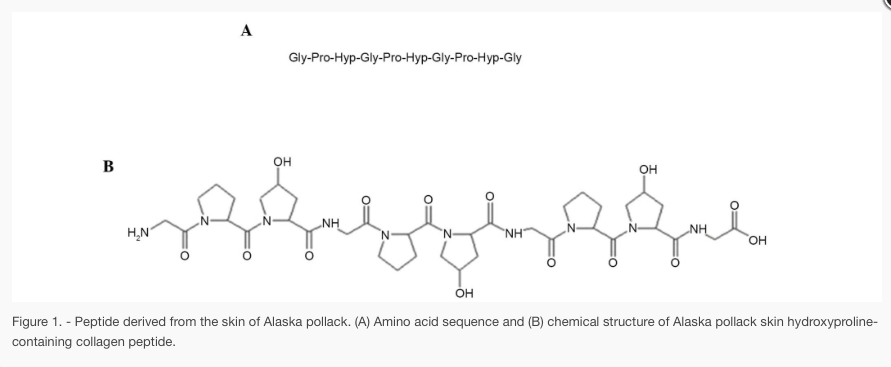 A
Gly-Pro-Hyp-Gly-Pro-Hyp-Gly-Pro-Hyp-Gly
B
OH
OH
O
O
O
O
N
N
NH
N
N
NH
N
N
NH
H₂N
OH
O
O
O
O
O
O
OH
Figure 1. - Peptide derived from the skin of Alaska pollack. (A) Amino acid sequence and (B) chemical structure of Alaska pollack skin hydroxyproline-
containing collagen peptide.